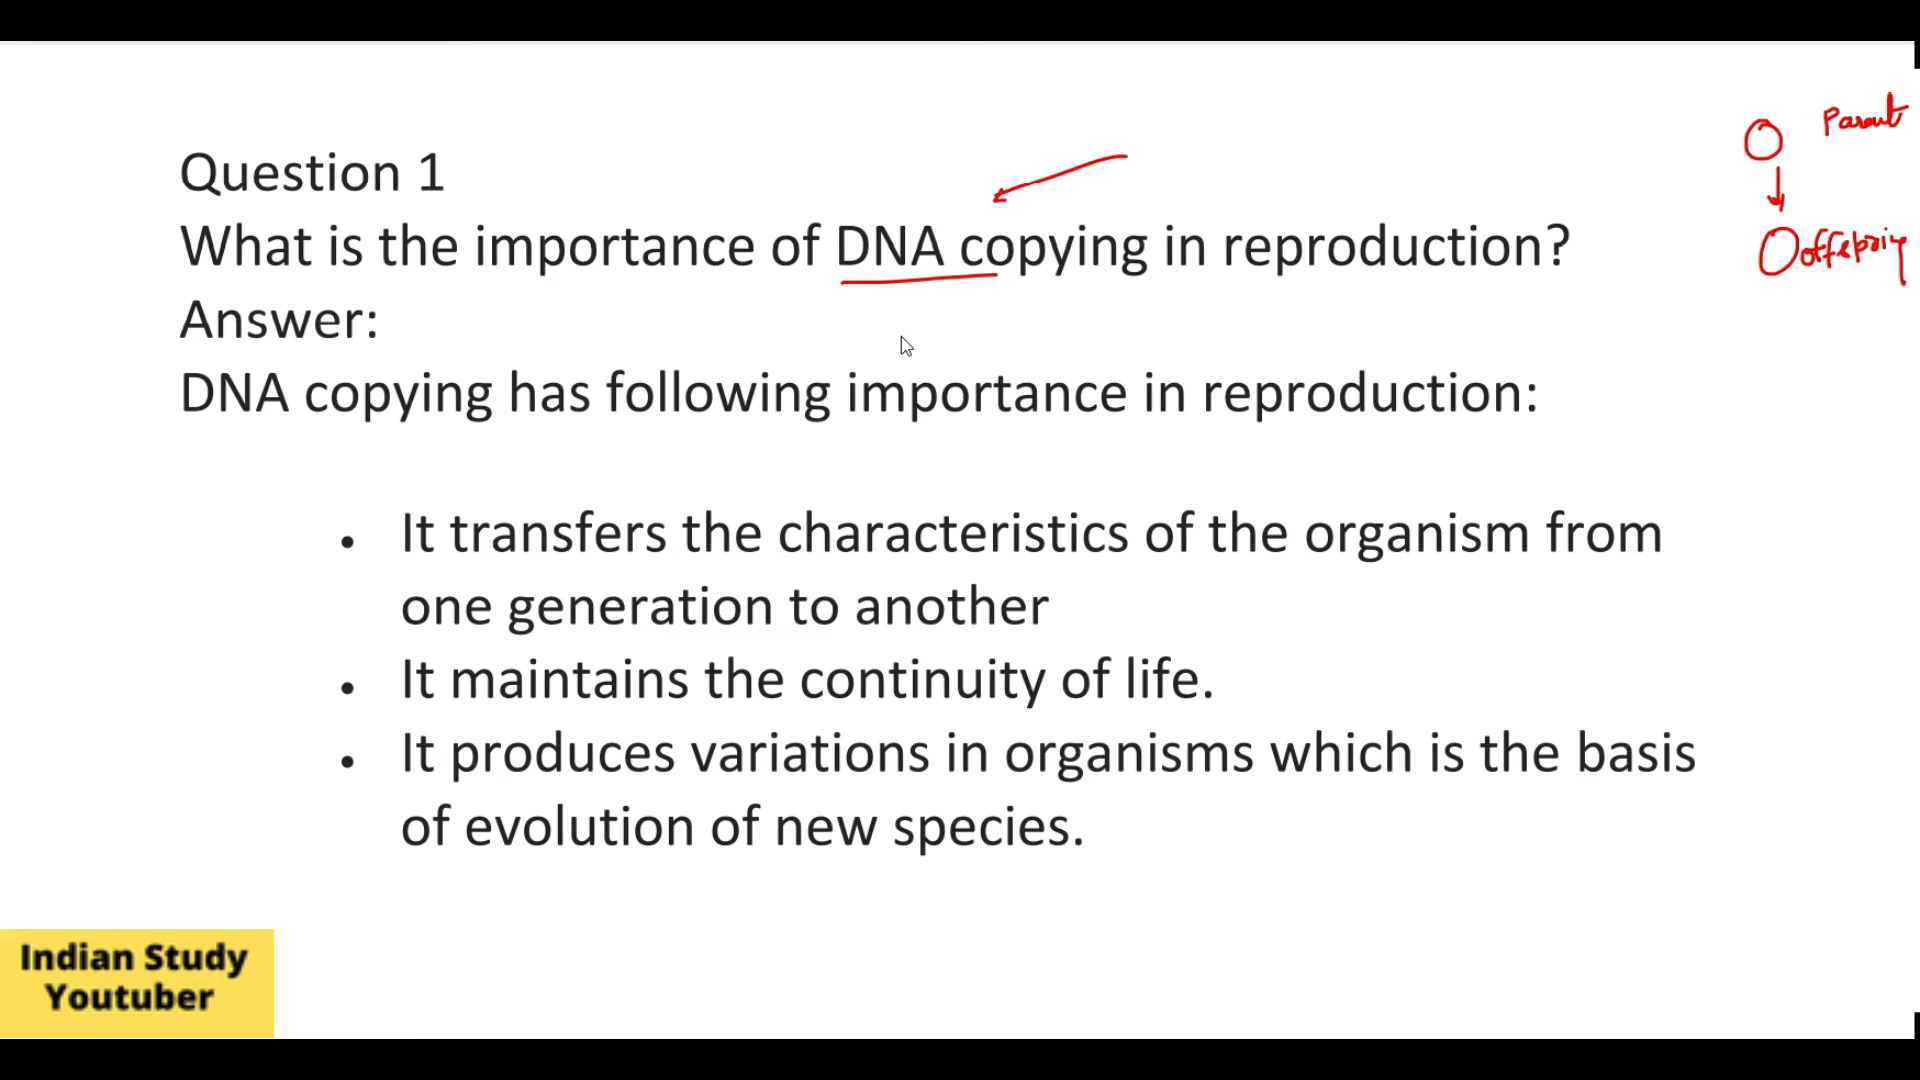 Parent
Question 1
What is the importance of DNA copying in reproduction?
offspring
Answer:
DNA copying has following importance in reproduction:
• It transfers the characteristics of the organism from
one generation to another
• It maintains the continuity of life.
• It produces variations in organisms which is the basis
of evolution of new species.
Indian Study
Youtuber